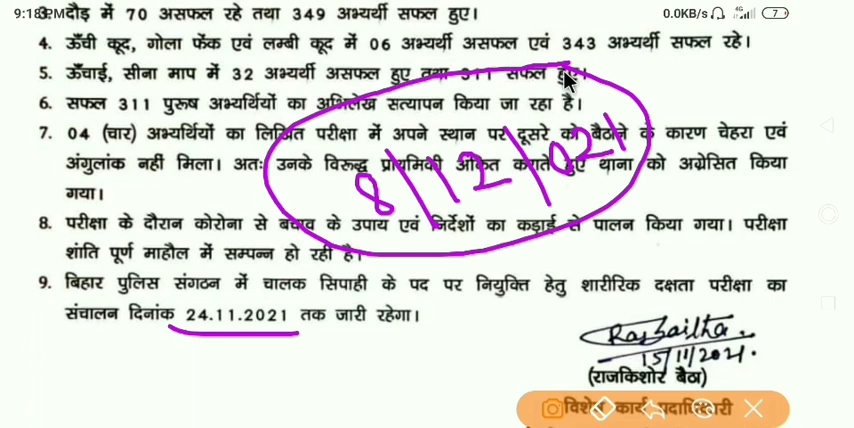 9:18 PM 0.0KB/s 4G 7
3. दौड़ में 70 असफल रहे तथा 349 अभ्यर्थी सफल हुए।
4. ऊँची कूद, गोला फेंक एवं लम्बी कूद में 06 अभ्यर्थी असफल एवं 343 अभ्यर्थी सफल रहे।
5. ऊँचाई, सीना माप में 32 अभ्यर्थी असफल हुए तथा 311 सफल हुए।
6. सफल 311 पुरूष अभ्यर्थियों का अभिलेख सत्यापन किया जा रहा है।
7. 04 (चार) अभ्यर्थियों का लिखित परीक्षा में अपने स्थान पर दूसरे को बैठाने के कारण चेहरा एवं
अंगुलांक नहीं मिला। अतः उनके विरूद्ध प्राथमिकी अंकित कराते हुए थाना को अग्रेसित किया
गया।
8/12/021
8. परीक्षा के दौरान कोरोना से बचाव के उपाय एवं निर्देशों का कड़ाई से पालन किया गया। परीक्षा
शांति पूर्ण माहौल में सम्पन्न हो रही है।
9. बिहार पुलिस संगठन में चालक सिपाही के पद पर नियुक्ति हेतु शारीरिक दक्षता परीक्षा का
संचालन दिनांक 24.11.2021 तक जारी रहेगा।
15/11/2021.
(राजकिशोर बैठा)
विशेष कार्य पदाधिकारी